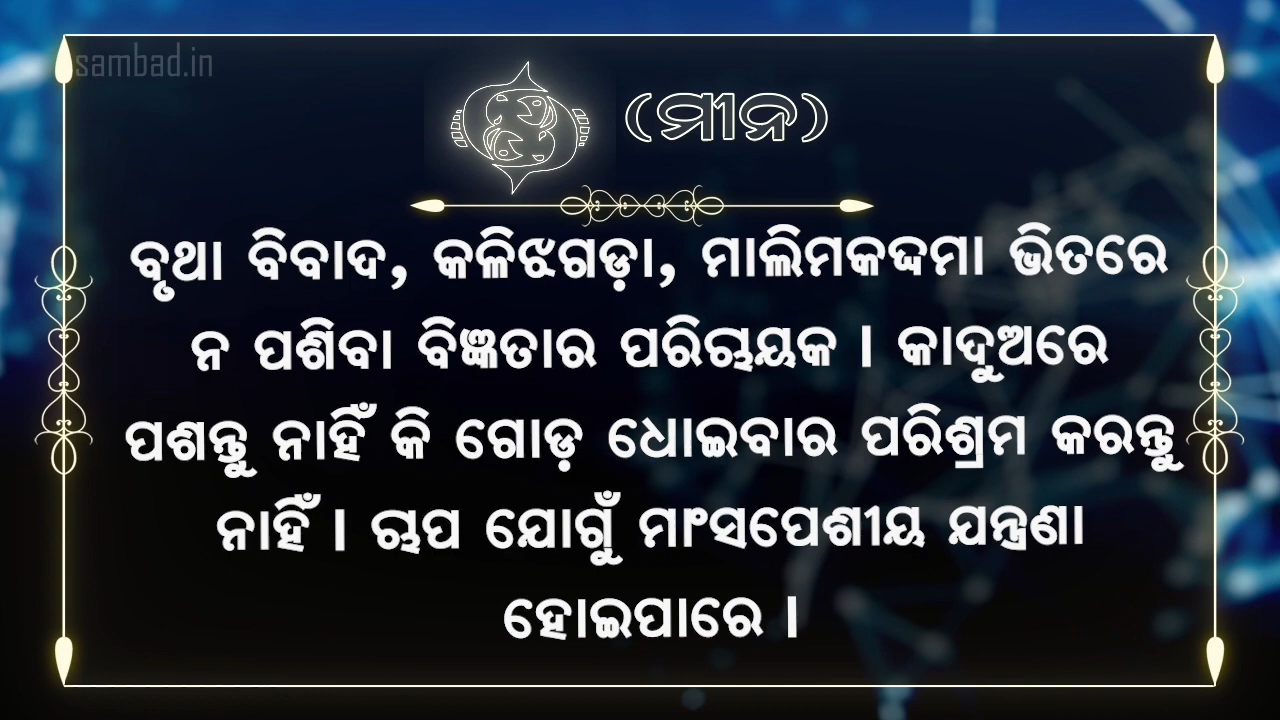 sambad.in
(ମୀନ)
ବୃଥା ବିବାଦ, କଳିଝଗଡ଼ା, ମାଲିମକଦ୍ଦମା ଭିତରେ
ନ ପଶିବା ବିଜ୍ଞତାର ପରିଚ଼ୟକ ।  କାଦୁଅରେ
ପଶନ୍ତୁ ନାହିଁ କି ଗୋଡ଼ ଧୋଇବାର ପରିଶ୍ରମ କରନ୍ତୁ
ନାହିଁ । ଚାପ ଯୋଗୁଁ ମାଂସପେଶୀୟ ଯନ୍ତ୍ରଣା
ହୋଇପାରେ ।